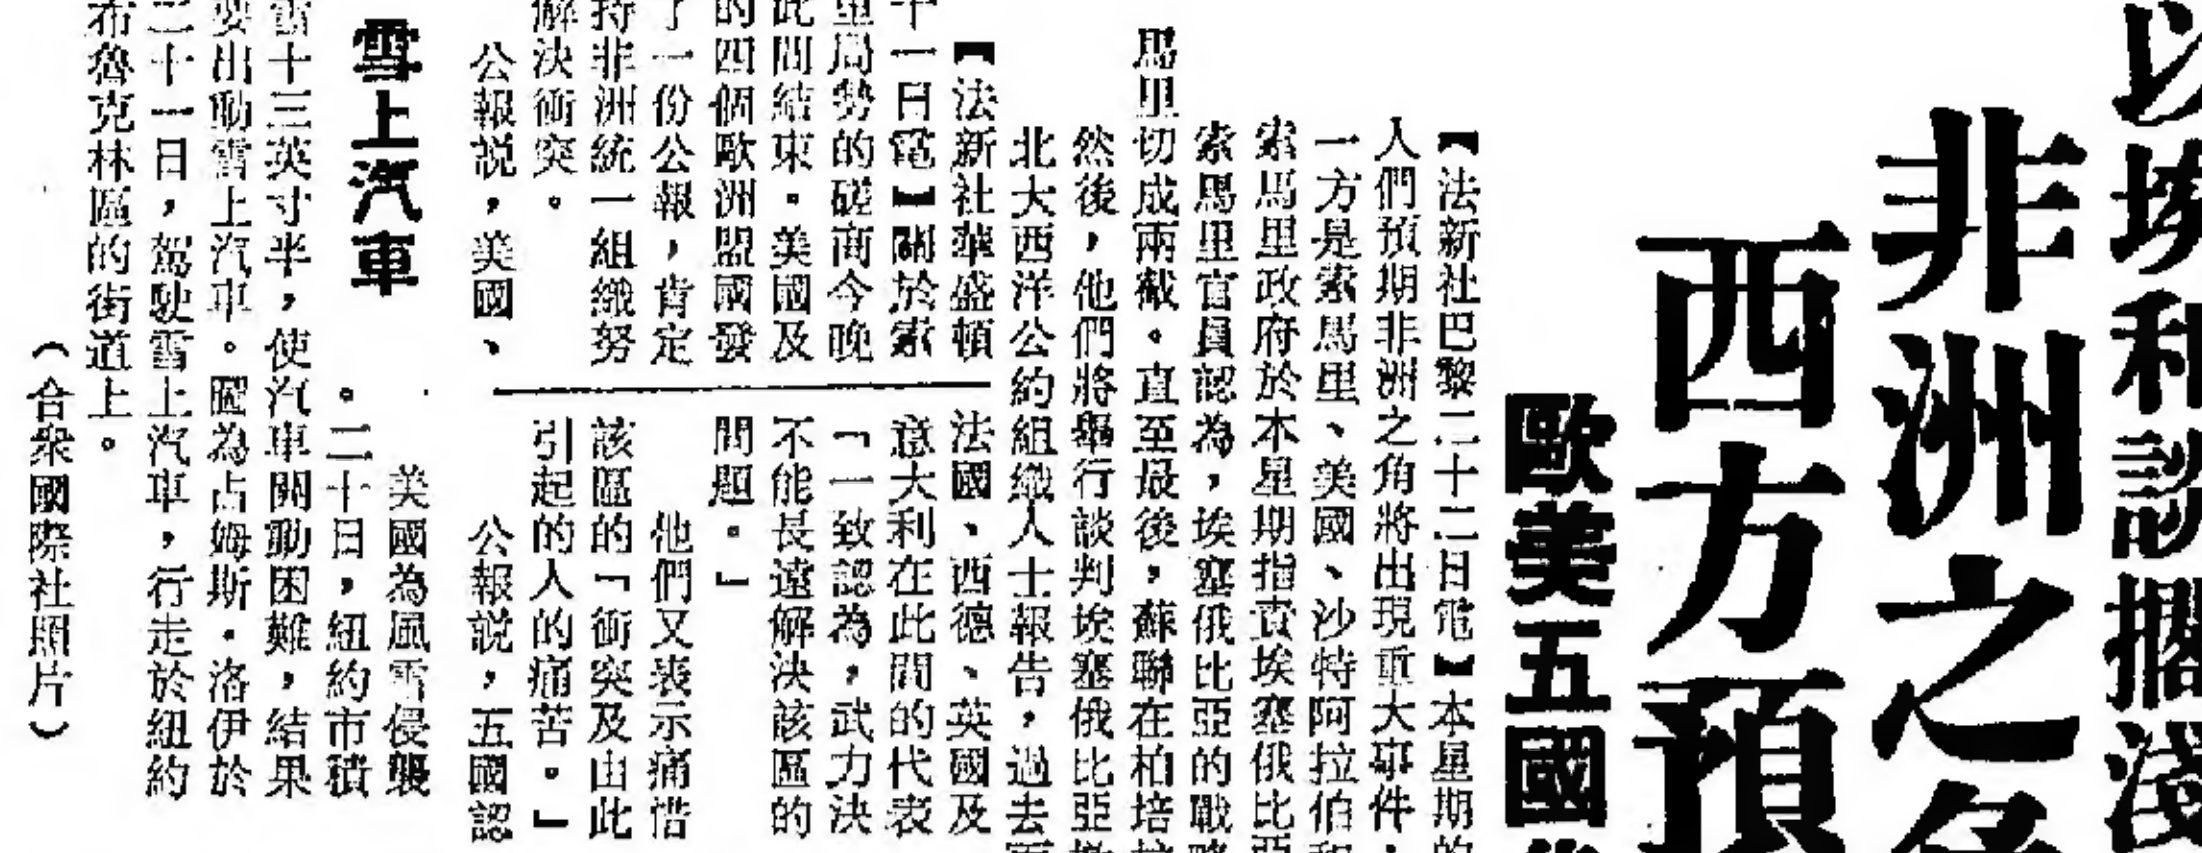 以埃和談擱淺
非洲之角
西方預
歐美五國
【法新社巴黎二十二日電】本星期的
人們預期非洲之角將出現重大事件，
一方是索馬里、美國、沙特阿拉伯和
索馬里政府於本星期指責埃塞俄比亞
索馬里官員認為，埃塞俄比亞的戰略
馬里切成兩截。直至最後，蘇聯在柏培拉
然後，他們將舉行談判埃塞俄比亞撤
北大西洋公約組織人士報告，過去兩
【法新社華盛頓
十一日電】關於索
里局勢的磋商今晚
此間結束。美國及
的四個歐洲盟國發
了一份公報，肯定
持非洲統一組織努
解決衝突。
公報說，美國、
法國、西德、英國及
意大利在此間的代表
「一致認為，武力決
不能長遠解決該區的
問題。」
他們又表示痛惜
該區的「衝突及由此
引起的人的痛苦。」
公報說，五國認
雪上汽車
美國為風雪侵襲
。二十日，紐約市積
雪十三英寸半，使汽車開動困難，結果
要出動雪上汽車。圖為占姆斯·洛伊於
二十一日，駕駛雪上汽車，行走於紐約
布魯克林區的街道上。
（合衆國際社照片）